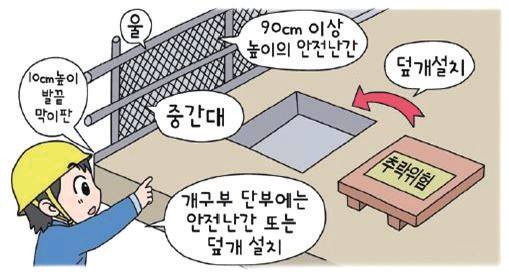 울
90cm 이상
높이의 안전난간
10cm높이
발끝
막이판
중간대
덮개설치
추락위험
개구부 단부에는
안전난간 또는
덮개 설치